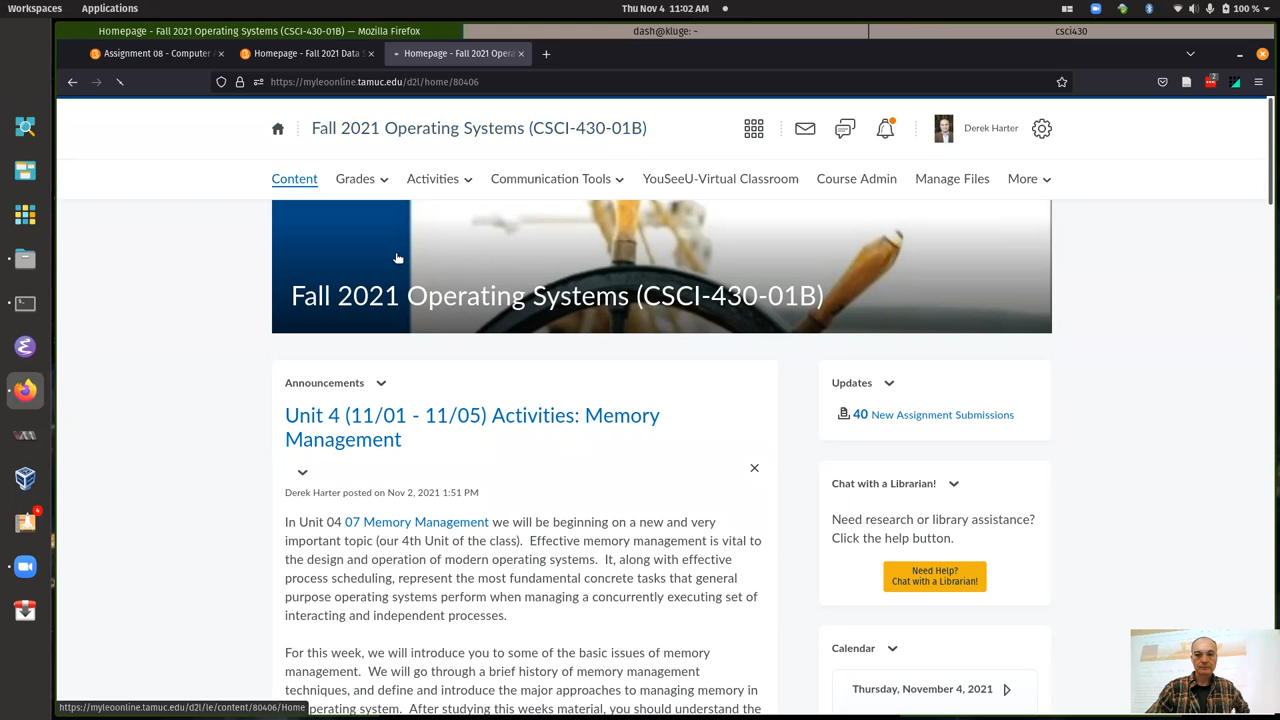 Workspaces Applications Thu Nov 4 11:02 AM 100 %
Homepage - Fall 2021 Operating Systems (CSCI-430-01B) — Mozilla Firefox dash@kluge: ~ csci430
Assignment 08 - Computer Homepage - Fall 2021 Data S Homepage - Fall 2021 Opera
https://myleoonline.tamuc.edu/d2l/home/80406
Fall 2021 Operating Systems (CSCI-430-01B) Derek Harter
Content Grades Activities Communication Tools YouSeeU-Virtual Classroom Course Admin Manage Files More
Fall 2021 Operating Systems (CSCI-430-01B)
Announcements
Unit 4 (11/01 - 11/05) Activities: Memory
Management
Derek Harter posted on Nov 2, 2021 1:51 PM
In Unit 04 07 Memory Management we will be beginning on a new and very
important topic (our 4th Unit of the class). Effective memory management is vital to
the design and operation of modern operating systems. It, along with effective
process scheduling, represent the most fundamental concrete tasks that general
purpose operating systems perform when managing a concurrently executing set of
interacting and independent processes.
For this week, we will introduce you to some of the basic issues of memory
management. We will go through a brief history of memory management
techniques, and define and introduce the major approaches to managing memory in
operating system. After studying this weeks material, you should understand the
Updates
40 New Assignment Submissions
Chat with a Librarian!
Need research or library assistance?
Click the help button.
Need Help?
Chat with a Librarian!
Calendar
Thursday, November 4, 2021
https://myleoonline.tamuc.edu/d2l/le/content/80406/Home